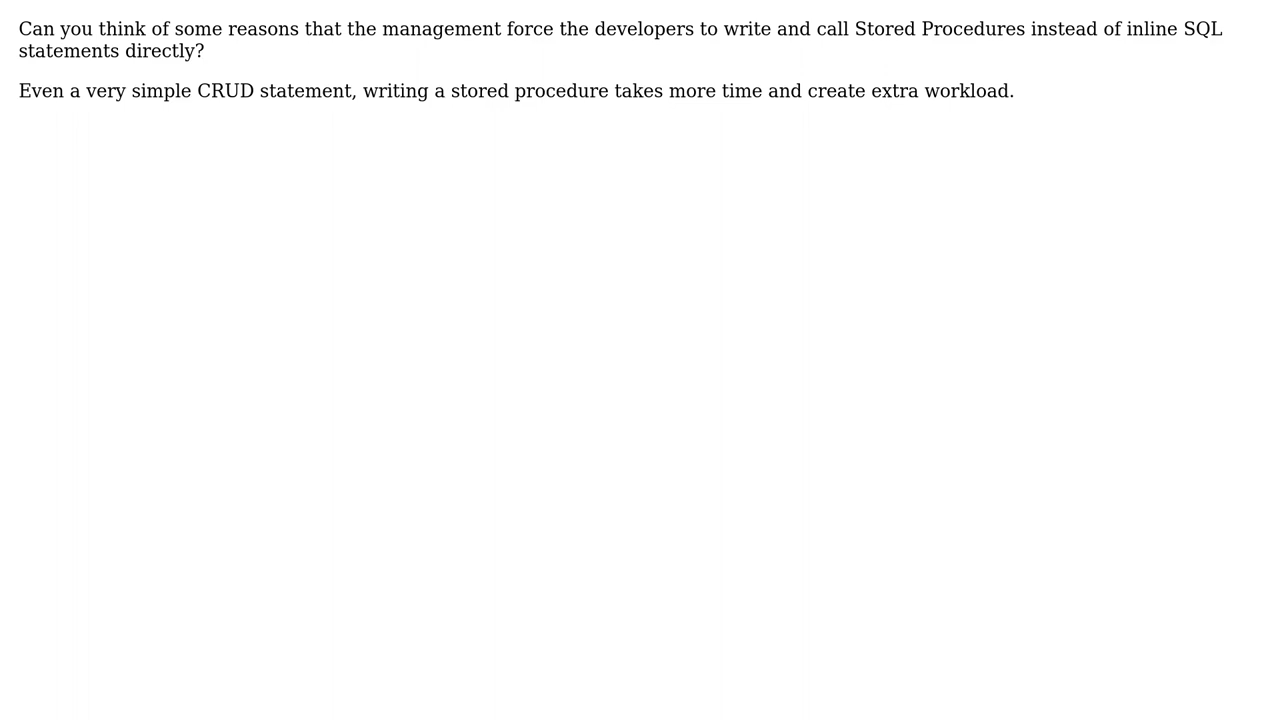 Can you think of some reasons that the management force the developers to write and call Stored Procedures instead of inline SQL
statements directly?
Even a very simple CRUD statement, writing a stored procedure takes more time and create extra workload.